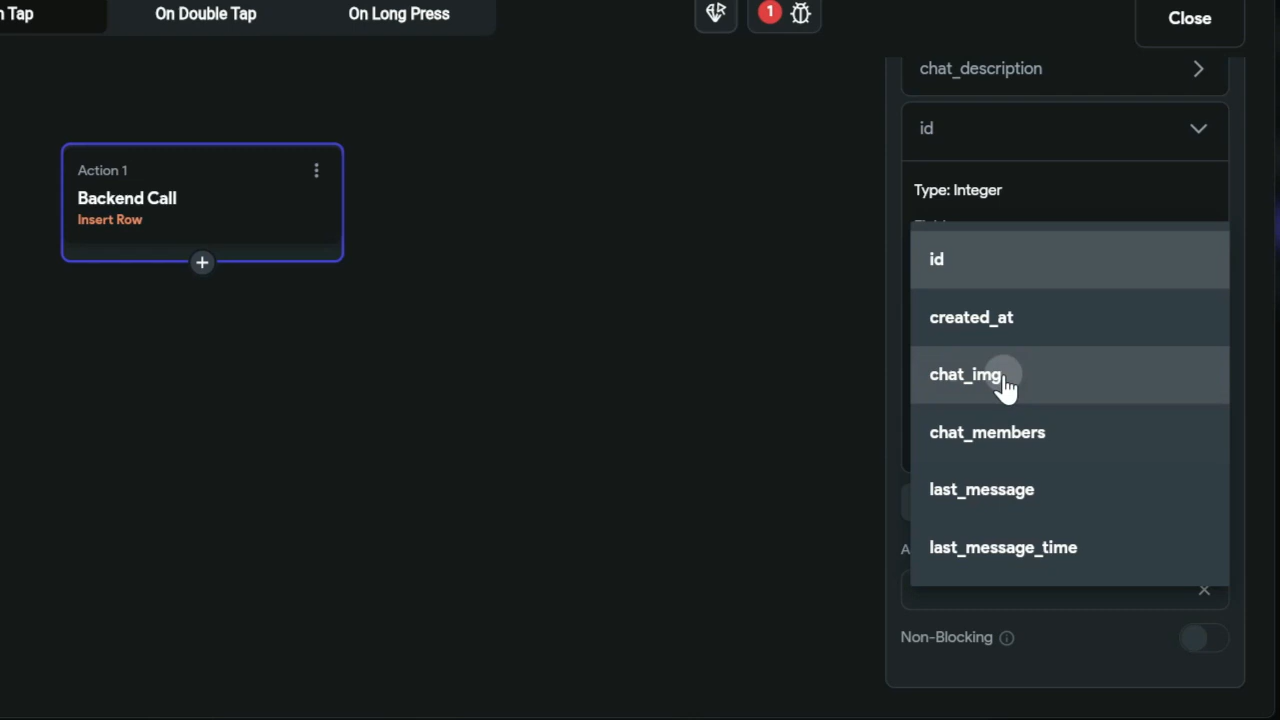 Tap
On Double Tap
On Long Press
1
Close
chat_description
id
Action 1
Backend Call
Insert Row
Type: Integer
id
created_at
chat_img
chat_members
last_message
last_message_time
Non-Blocking